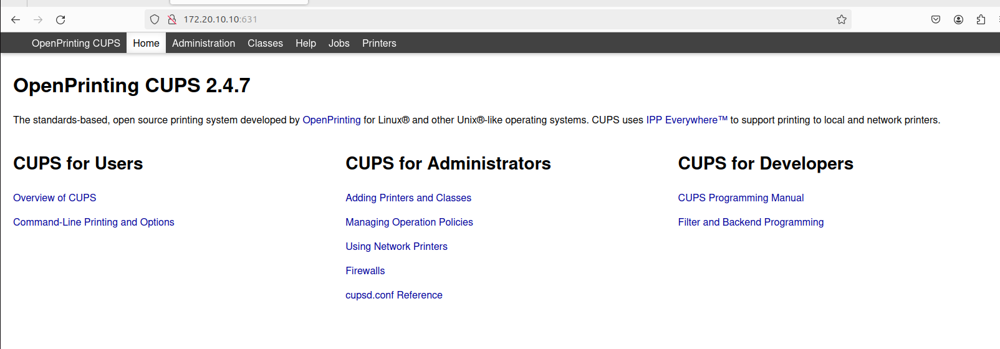 172.20.10.10:631
OpenPrinting CUPS Home Administration Classes Help Jobs Printers
OpenPrinting CUPS 2.4.7
The standards-based, open source printing system developed by OpenPrinting for Linux® and other Unix®-like operating systems. CUPS uses IPP Everywhere™ to support printing to local and network printers.
CUPS for Users
Overview of CUPS
Command-Line Printing and Options
CUPS for Administrators
Adding Printers and Classes
Managing Operation Policies
Using Network Printers
Firewalls
cupsd.conf Reference
CUPS for Developers
CUPS Programming Manual
Filter and Backend Programming